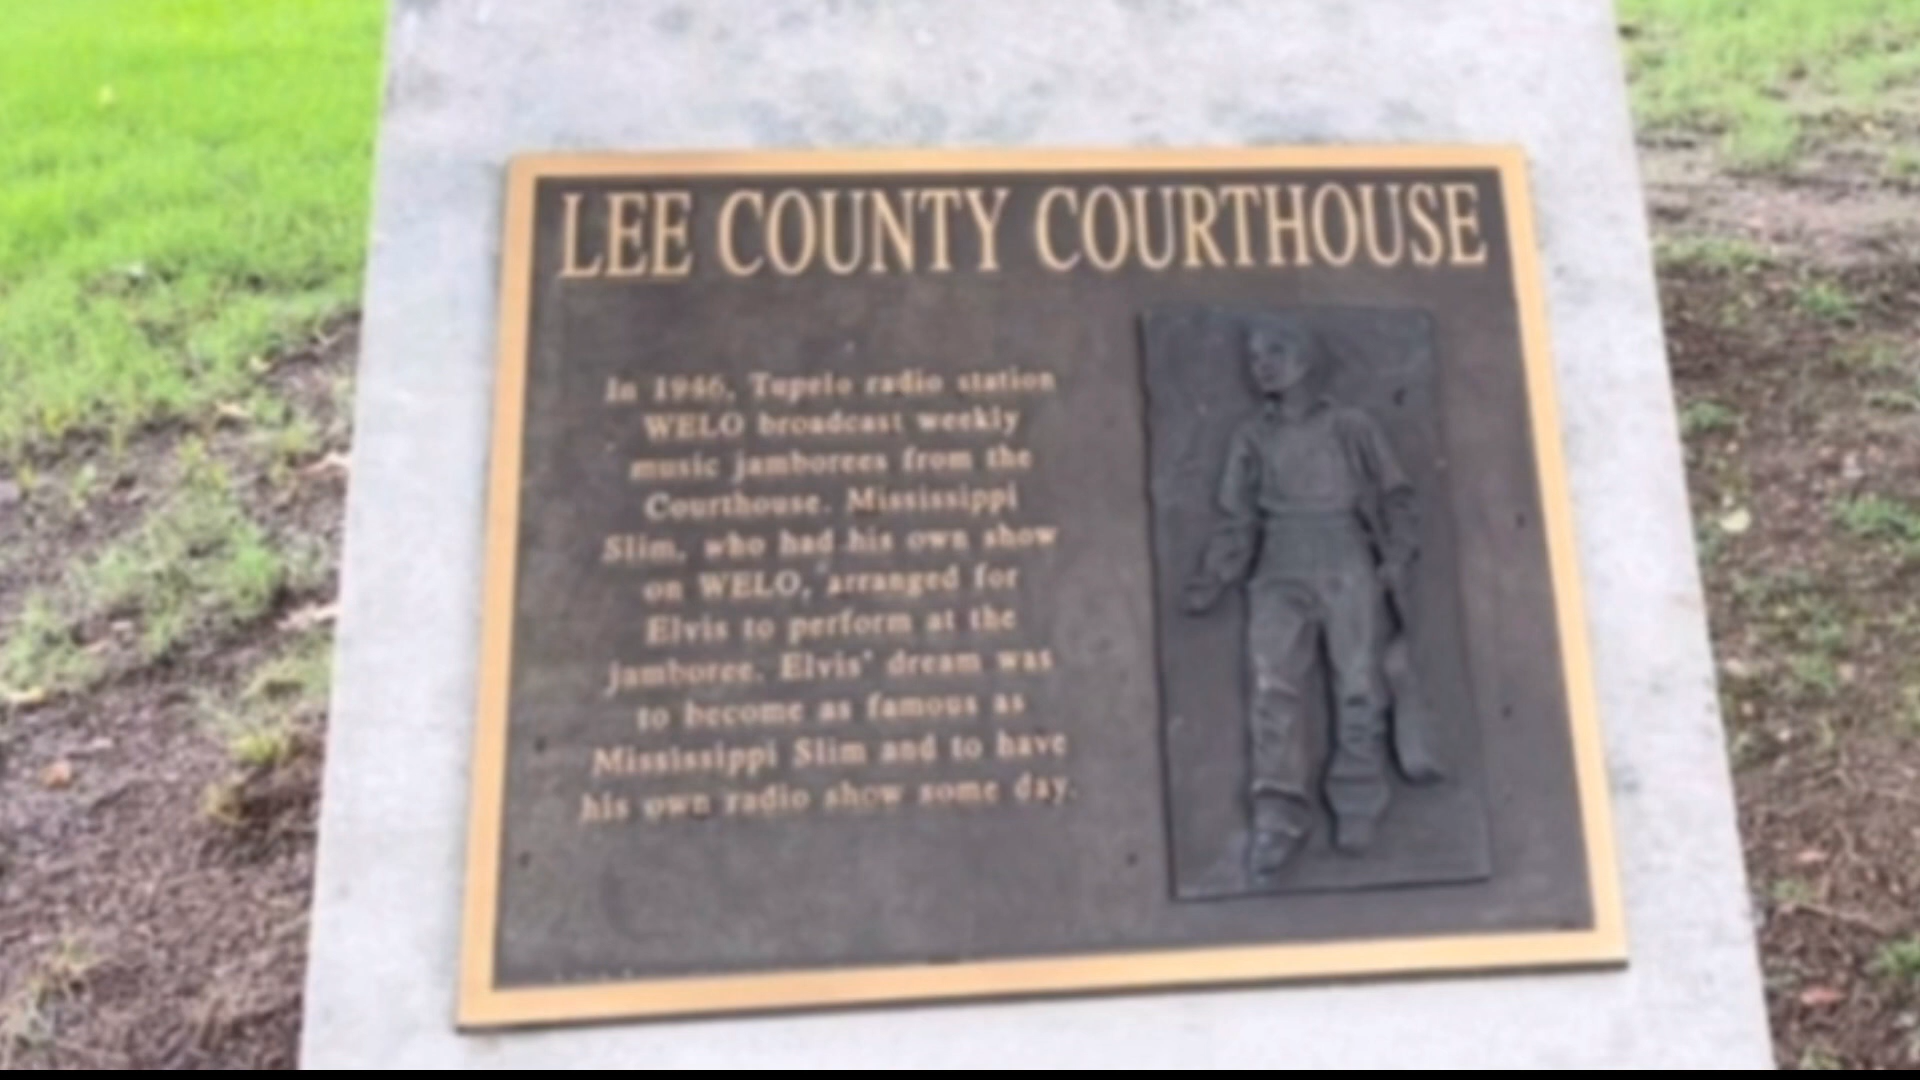 LEE COUNTY COURTHOUSE
In 1946, Tupelo radio station
WELO broadcast weekly
music jamborees from the
Courthouse. Mississippi
Slim, who had his own show
on WELO, arranged for
Elvis to perform at the
jamboree. Elvis' dream was
to become as famous as
Mississippi Slim and to have
his own radio show some day.